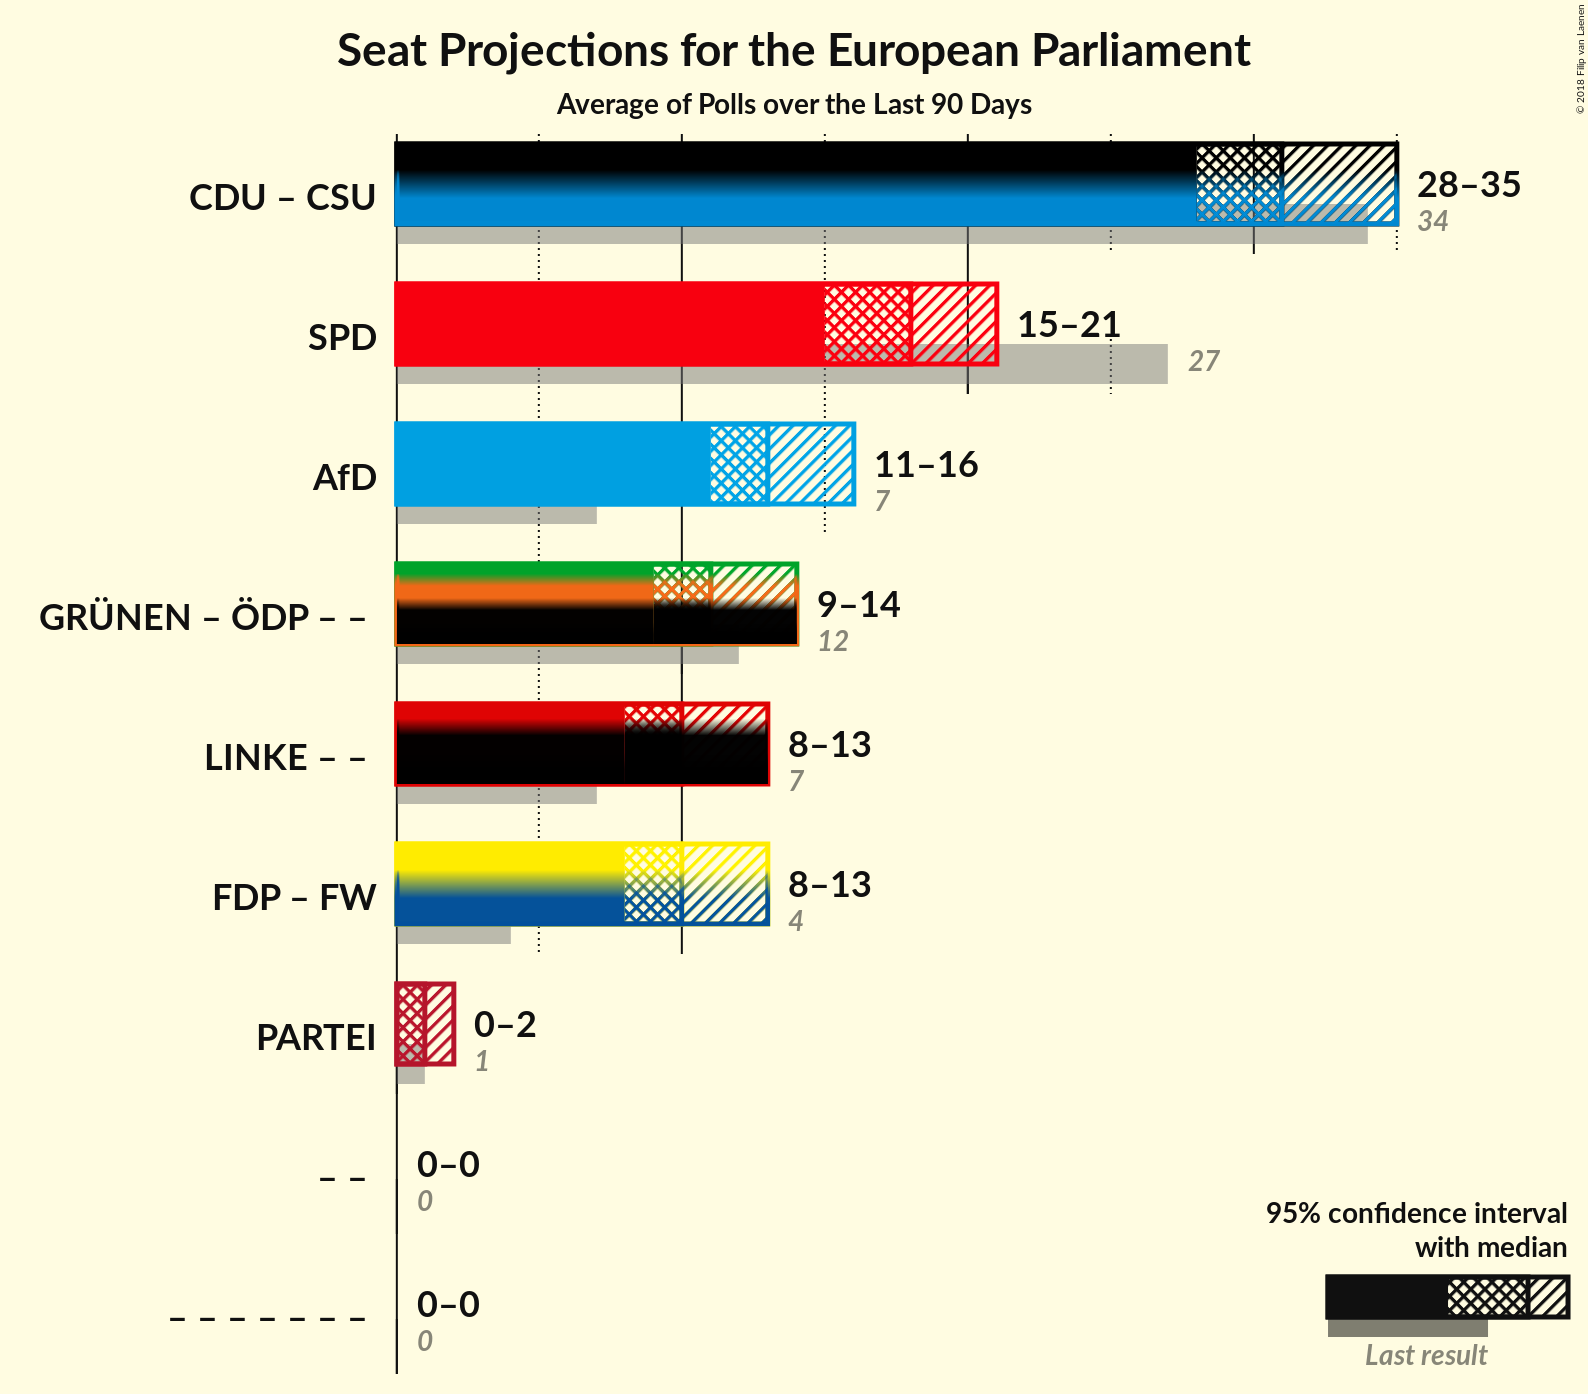 Seat Projections for the European Parliament
Average of Polls over the Last 90 Days
© 2018 Filip van Laenen
CDU – CSU
28–35
34
SPD
15–21
27
AfD
11–16
7
GRÜNEN – ÖDP – –
9–14
12
LINKE – –
8–13
7
FDP – FW
8–13
4
PARTEI
0–2
1
– –
0–0
0
– – – – – – –
0–0
0
95% confidence interval
with median
Last result